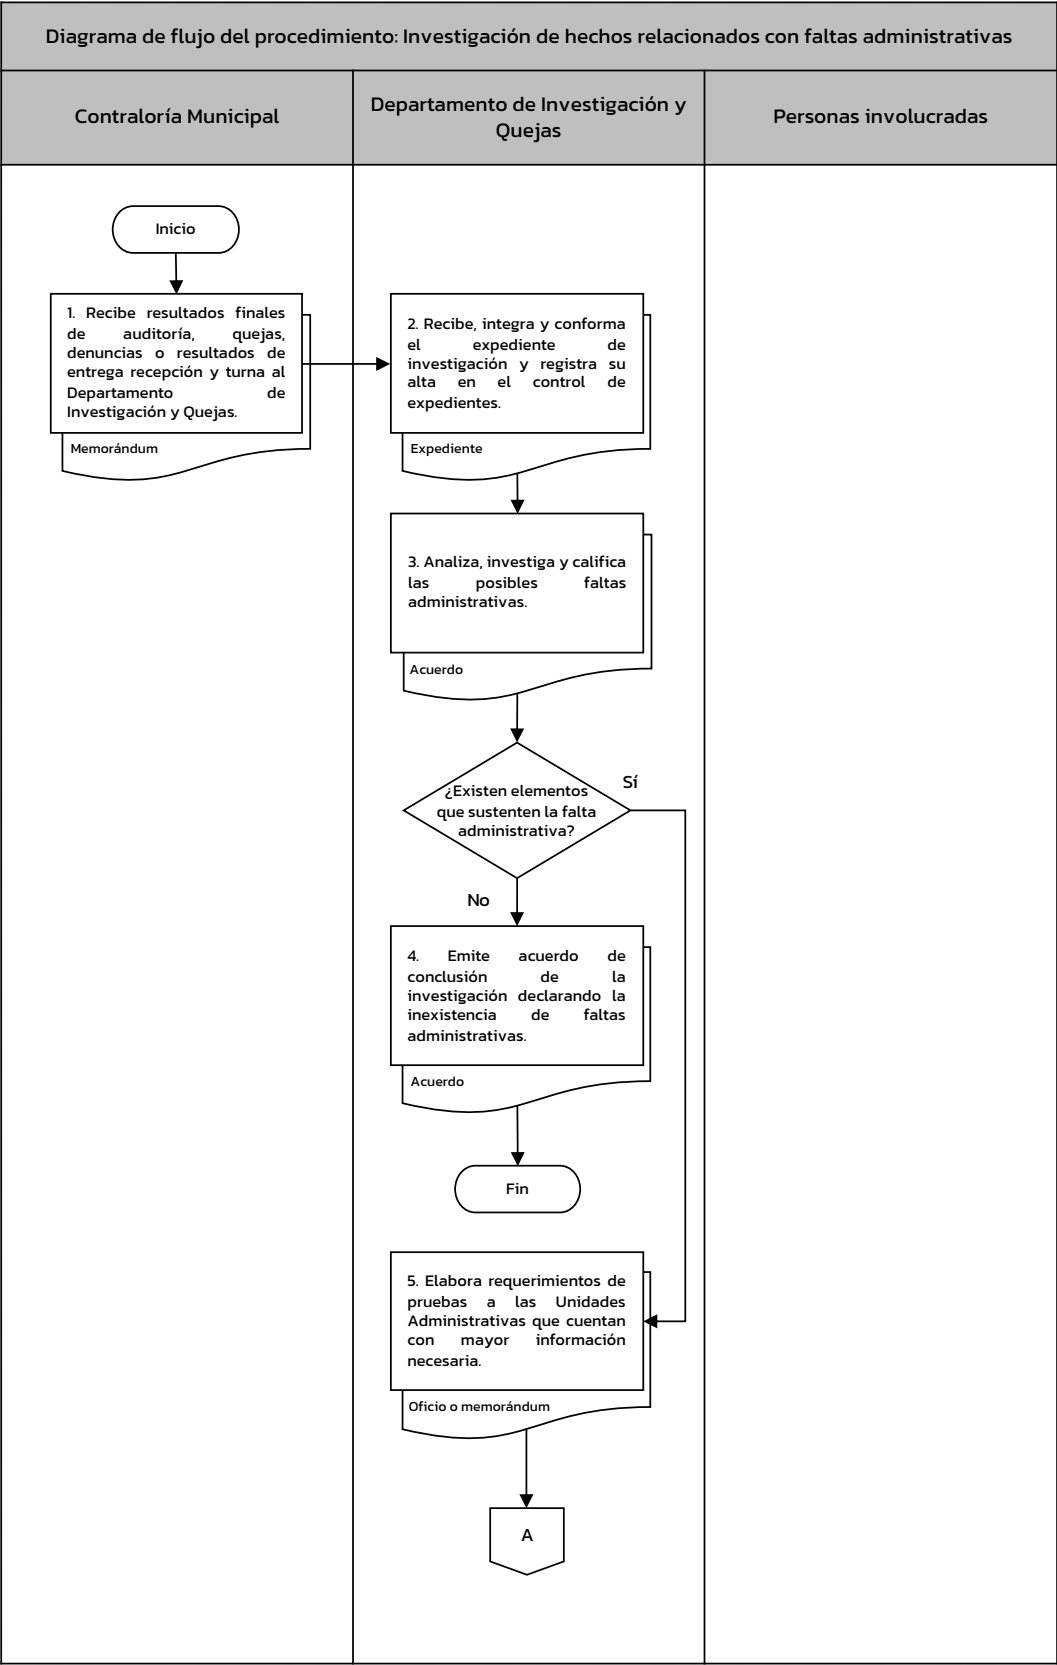 Diagrama de flujo del procedimiento: Investigación de hechos relacionados con faltas administrativas
Contraloría Municipal
Departamento de Investigación y
Quejas
Personas involucradas
Inicio
1. Recibe resultados finales
de auditoría, quejas,
denuncias o resultados de
entrega recepción y turna al
Departamento de
Investigación y Quejas.
Memorándum
2. Recibe, integra y conforma
el expediente de
investigación y registra su
alta en el control de
expedientes.
Expediente
3. Analiza, investiga y califica
las posibles faltas
administrativas.
Acuerdo
¿Existen elementos
que sustenten la falta
administrativa?
Sí
No
4. Emite acuerdo de
conclusión de la
investigación declarando la
inexistencia de faltas
administrativas.
Acuerdo
Fin
5. Elabora requerimientos de
pruebas a las Unidades
Administrativas que cuentan
con mayor información
necesaria.
Oficio o memorándum
A